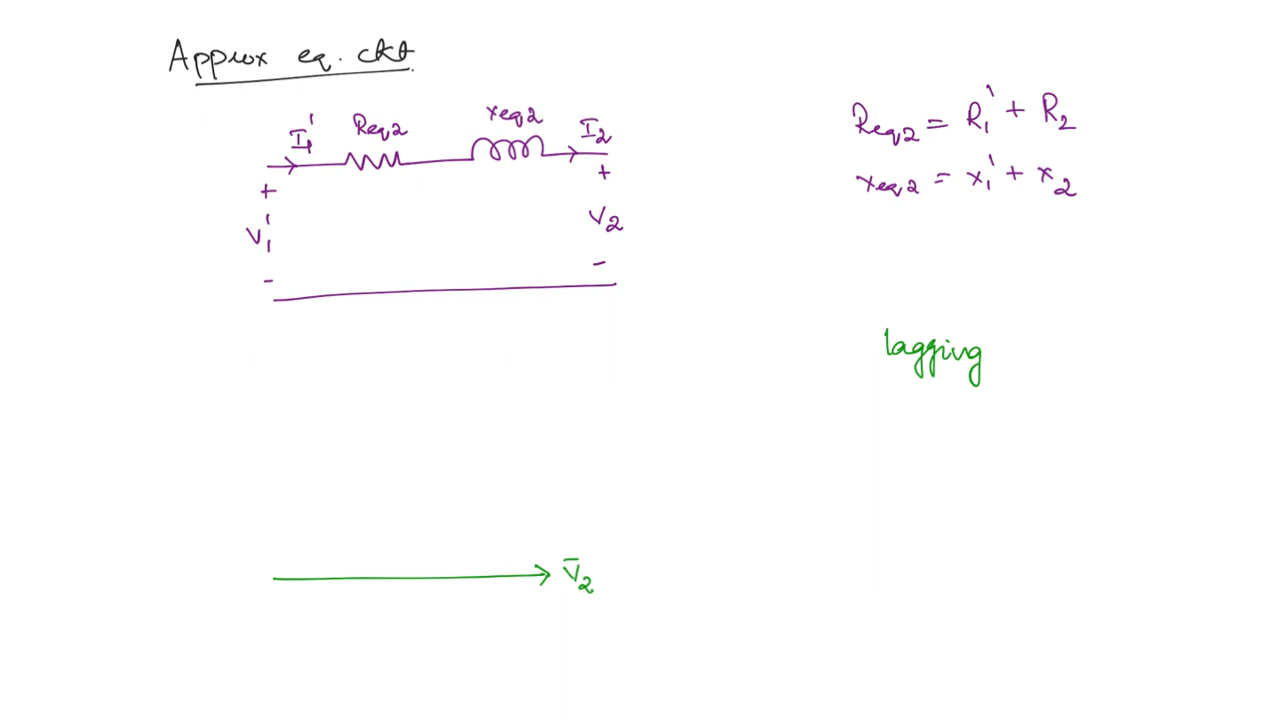 Approx eq. ckt
I1' Req2 xeq2 I2
+ +
V1' V2
- -
Req2 = R1' + R2
xeq2 = x1' + x2
lagging
V̄2